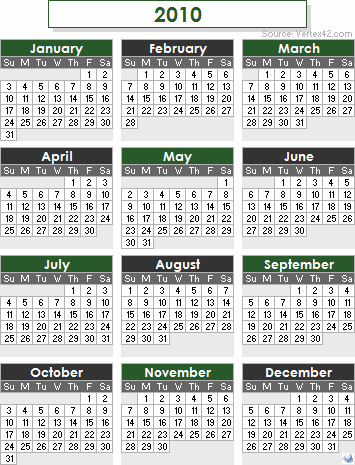 2010
Source: Vertex42.com
January
Su M Tu W Th F Sa
1 2
3 4 5 6 7 8 9
10 11 12 13 14 15 16
17 18 19 20 21 22 23
24 25 26 27 28 29 30
31
February
Su M Tu W Th F Sa
1 2 3 4 5 6
7 8 9 10 11 12 13
14 15 16 17 18 19 20
21 22 23 24 25 26 27
28
March
Su M Tu W Th F Sa
1 2 3 4 5 6
7 8 9 10 11 12 13
14 15 16 17 18 19 20
21 22 23 24 25 26 27
28 29 30 31
April
Su M Tu W Th F Sa
1 2 3
4 5 6 7 8 9 10
11 12 13 14 15 16 17
18 19 20 21 22 23 24
25 26 27 28 29 30
May
Su M Tu W Th F Sa
1
2 3 4 5 6 7 8
9 10 11 12 13 14 15
16 17 18 19 20 21 22
23 24 25 26 27 28 29
30 31
June
Su M Tu W Th F Sa
1 2 3 4 5
6 7 8 9 10 11 12
13 14 15 16 17 18 19
20 21 22 23 24 25 26
27 28 29 30
July
Su M Tu W Th F Sa
1 2 3
4 5 6 7 8 9 10
11 12 13 14 15 16 17
18 19 20 21 22 23 24
25 26 27 28 29 30 31
August
Su M Tu W Th F Sa
1 2 3 4 5 6 7
8 9 10 11 12 13 14
15 16 17 18 19 20 21
22 23 24 25 26 27 28
29 30 31
September
Su M Tu W Th F Sa
1 2 3 4
5 6 7 8 9 10 11
12 13 14 15 16 17 18
19 20 21 22 23 24 25
26 27 28 29 30
October
Su M Tu W Th F Sa
1 2
3 4 5 6 7 8 9
10 11 12 13 14 15 16
17 18 19 20 21 22 23
24 25 26 27 28 29 30
31
November
Su M Tu W Th F Sa
1 2 3 4 5 6
7 8 9 10 11 12 13
14 15 16 17 18 19 20
21 22 23 24 25 26 27
28 29 30
December
Su M Tu W Th F Sa
1 2 3 4
5 6 7 8 9 10 11
12 13 14 15 16 17 18
19 20 21 22 23 24 25
26 27 28 29 30 31